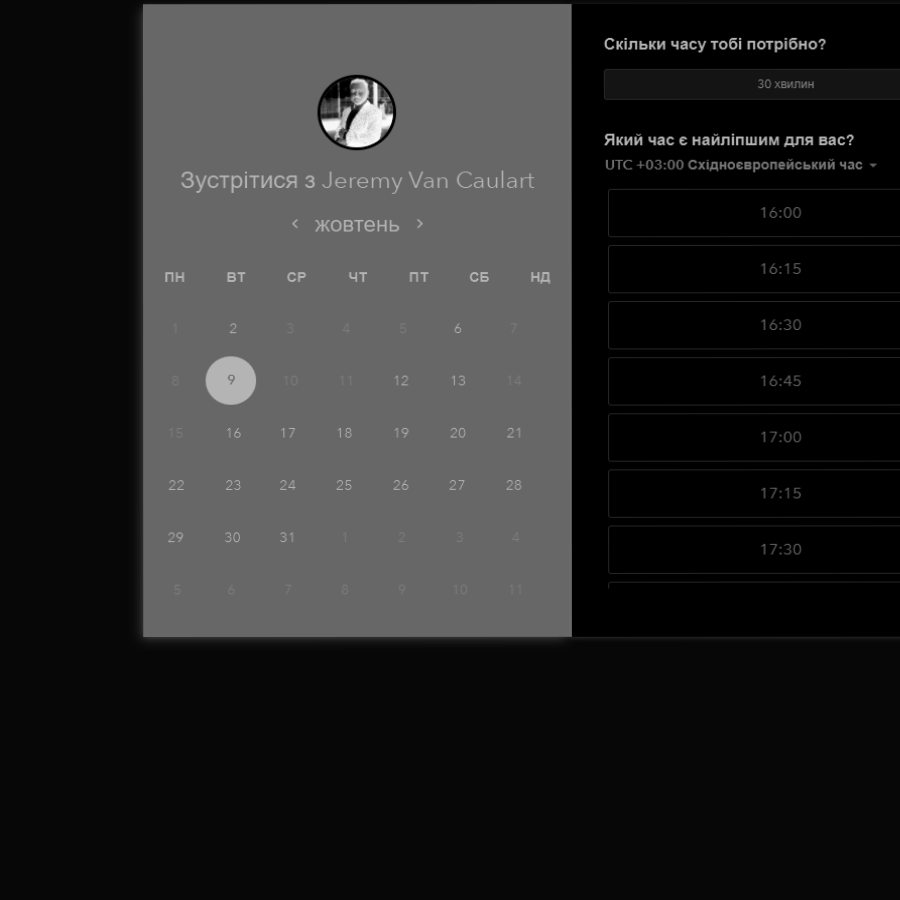 Зустрітися з Jeremy Van Caulart
‹ жовтень ›
ПН ВТ СР ЧТ ПТ СБ НД
1 2 3 4 5 6 7
8 9 10 11 12 13 14
15 16 17 18 19 20 21
22 23 24 25 26 27 28
29 30 31 1 2 3 4
5 6 7 8 9 10 11
Скільки часу тобі потрібно?
30 хвилин
Який час є найліпшим для вас?
UTC +03:00 Східноєвропейський час
16:00
16:15
16:30
16:45
17:00
17:15
17:30